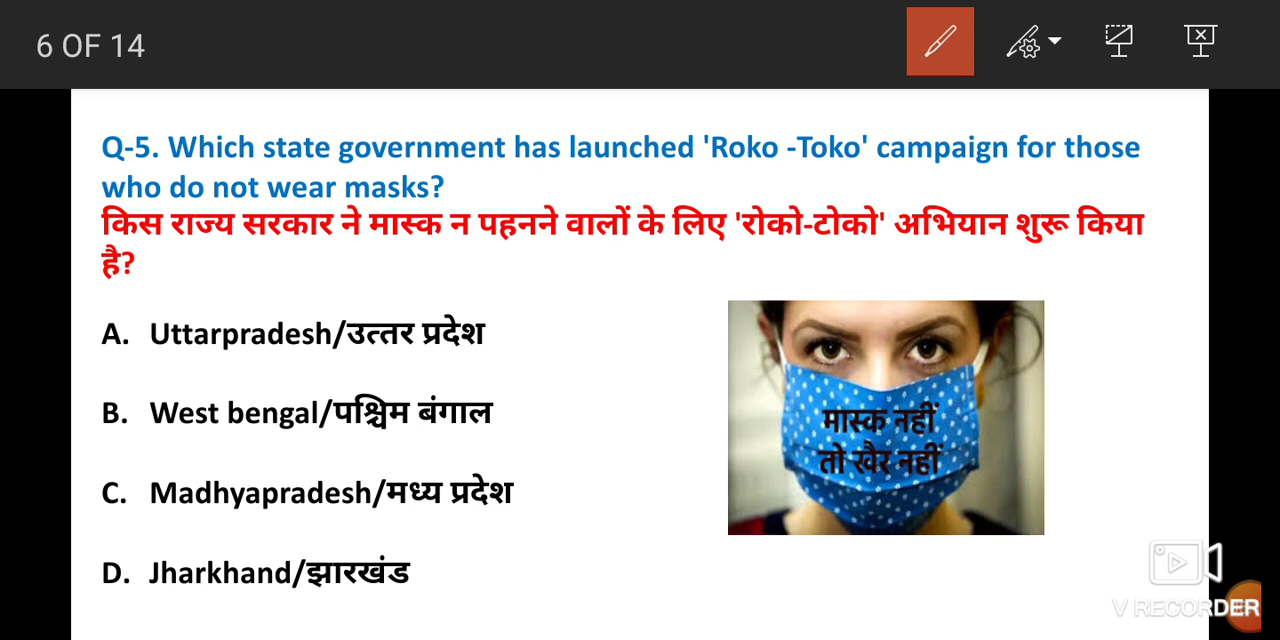 6 OF 14
Q-5. Which state government has launched 'Roko -Toko' campaign for those
who do not wear masks?
किस राज्य सरकार ने मास्क न पहनने वालों के लिए 'रोको-टोको' अभियान शुरू किया
है?
A. Uttarpradesh/उत्तर प्रदेश
B. West bengal/पश्चिम बंगाल
C. Madhyapradesh/मध्य प्रदेश
D. Jharkhand/झारखंड
मास्क नहीं
तो खैर नहीं
V RECORDER